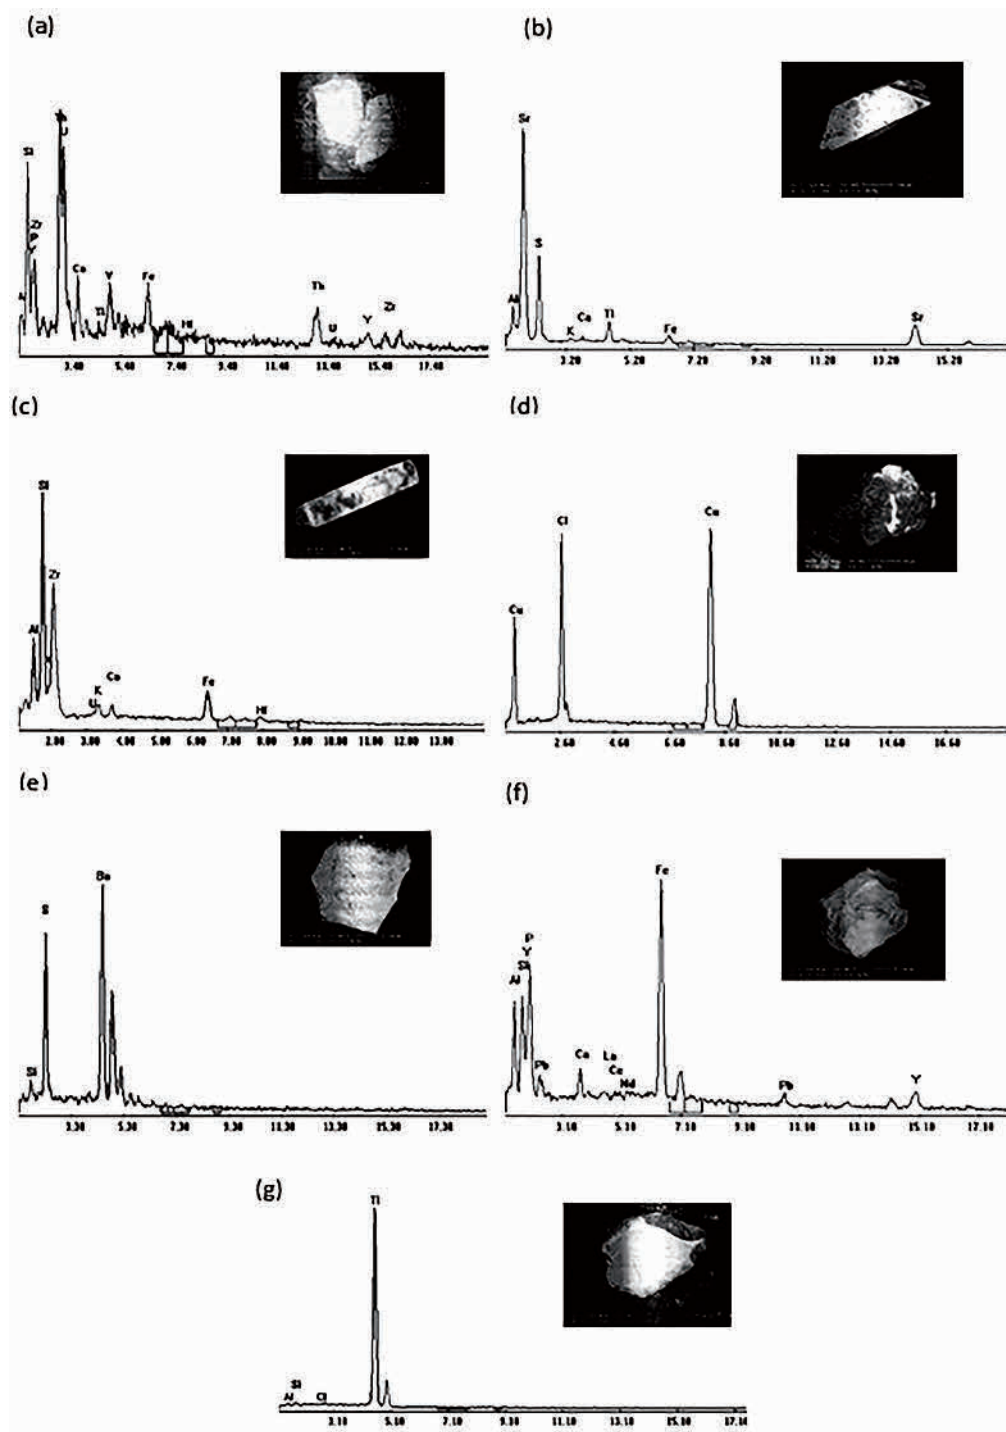 (a)
(b)
Si
Zr
P
Y
U
Ca
Ti
Y
Fe
Hf
Th
U
Y
Zr
3.40 5.40 7.40 9.40 11.40 13.40 15.40 17.40
Sr
S
Al
K
Ca
Ti
Fe
Sr
3.20 5.20 7.20 9.20 11.20 13.20 15.20
(c)
(d)
Si
Zr
Al
U
K
Ca
Fe
Hf
2.00 3.00 4.00 5.00 6.00 7.00 8.00 9.00 10.00 11.00 12.00 13.00
Cu
Cl
Cu
2.60 4.60 6.60 8.60 10.60 12.60 14.60 16.60
(e)
(f)
Ba
S
Si
3.30 5.30 7.30 9.30 11.30 13.30 15.30 17.30
Fe
P
Y
Si
Al
Pb
Ca
La
Ce
Nd
Pb
Y
3.10 5.10 7.10 9.10 11.10 13.10 15.10 17.10
(g)
Ti
Si
Al
Cl
3.10 5.10 7.10 9.10 11.10 13.10 15.10 17.10